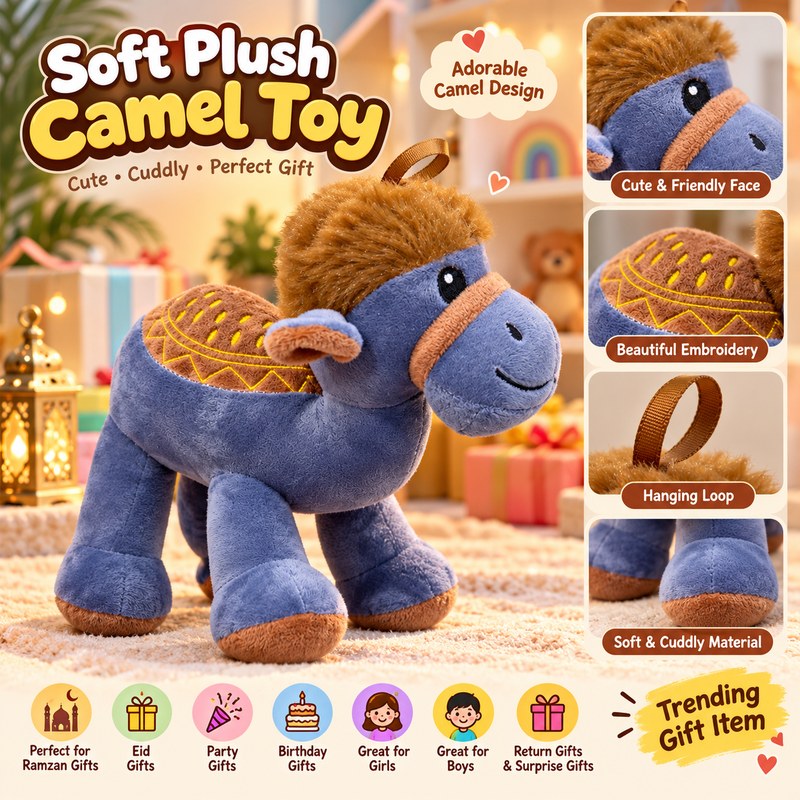 Soft Plush
Camel Toy
Cute • Cuddly • Perfect Gift
Adorable
Camel Design
Cute & Friendly Face
Beautiful Embroidery
Hanging Loop
Soft & Cuddly Material
Perfect for
Ramzan Gifts
Eid
Gifts
Party
Gifts
Birthday
Gifts
Great for
Girls
Great for
Boys
Return Gifts
& Surprise Gifts
Trending
Gift Item